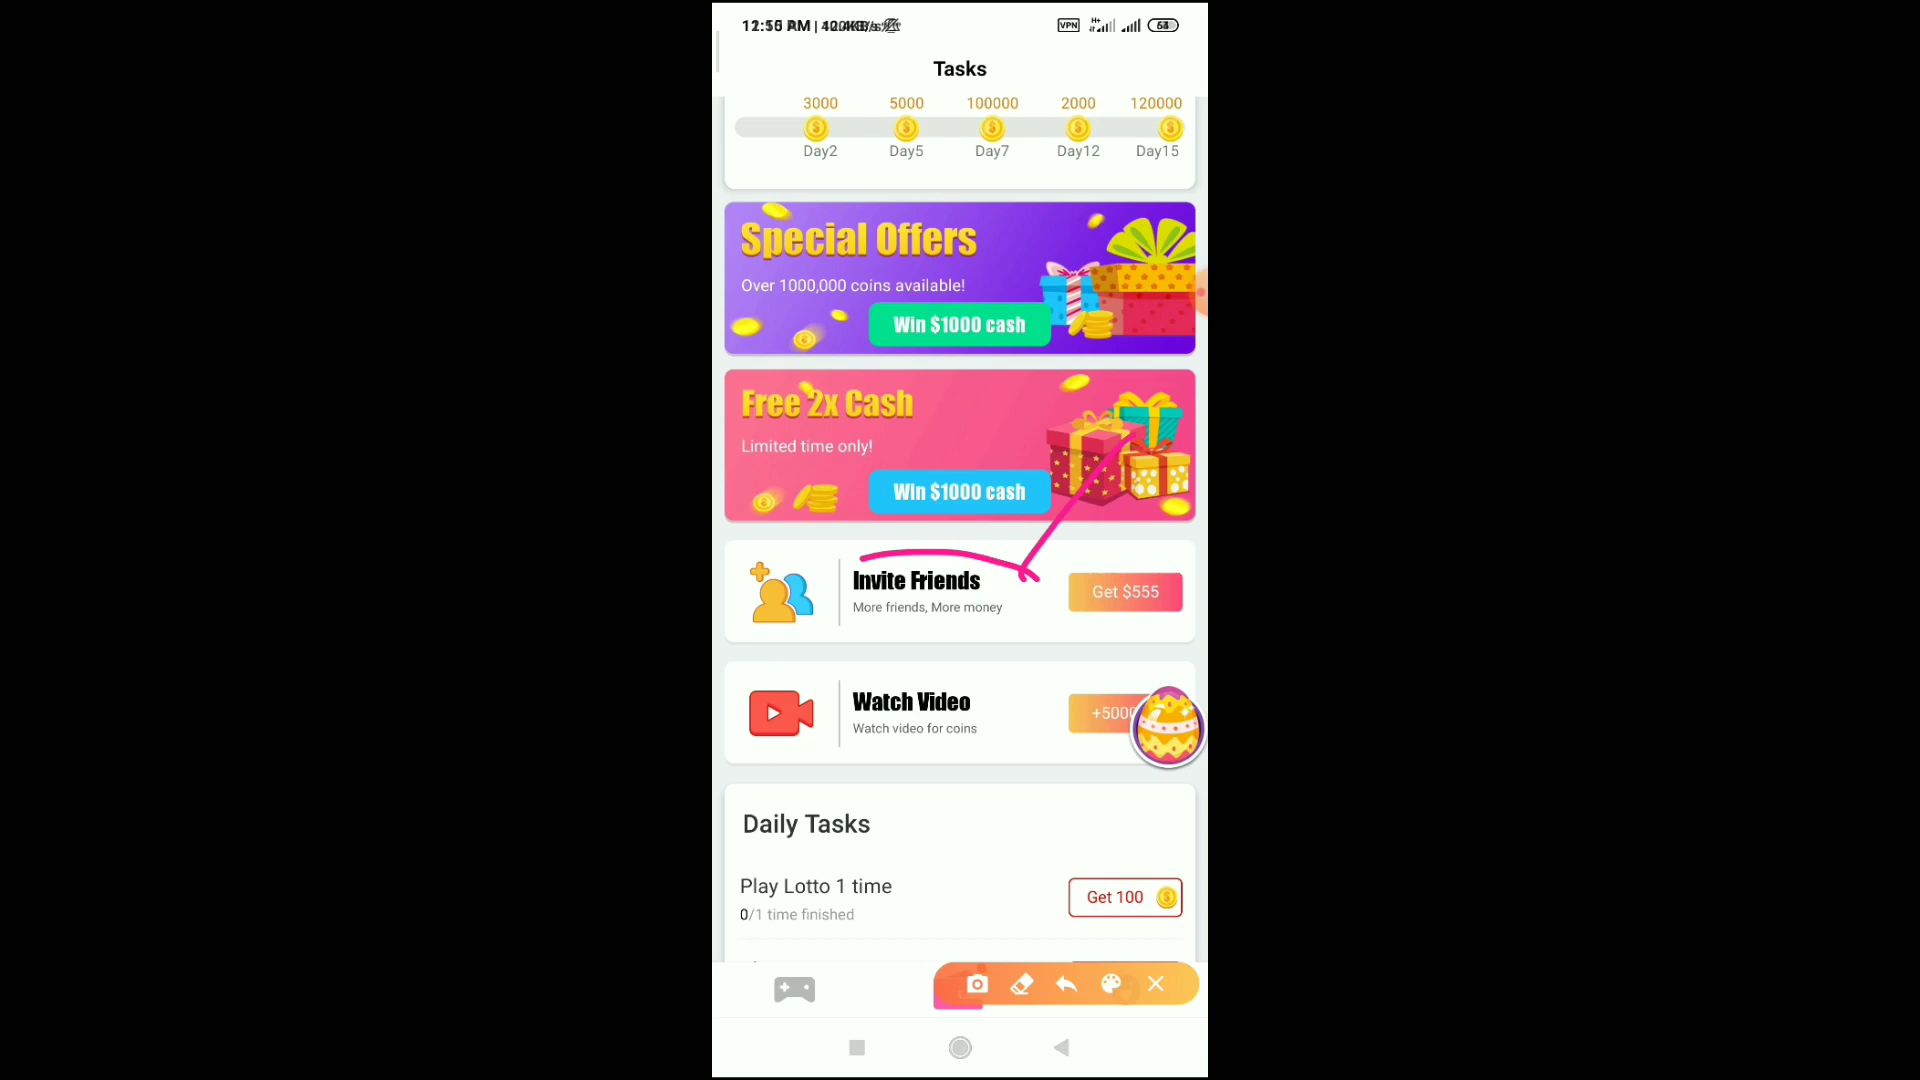 Tasks
3000 5000 100000 2000 120000
Day2 Day5 Day7 Day12 Day15
Special Offers
Over 1000,000 coins available!
Win $1000 cash
Free 2x Cash
Limited time only!
Win $1000 cash
Invite Friends
More friends, More money
Get $555
Watch Video
Watch video for coins
Daily Tasks
Play Lotto 1 time
0/1 time finished
Get 100
VPN